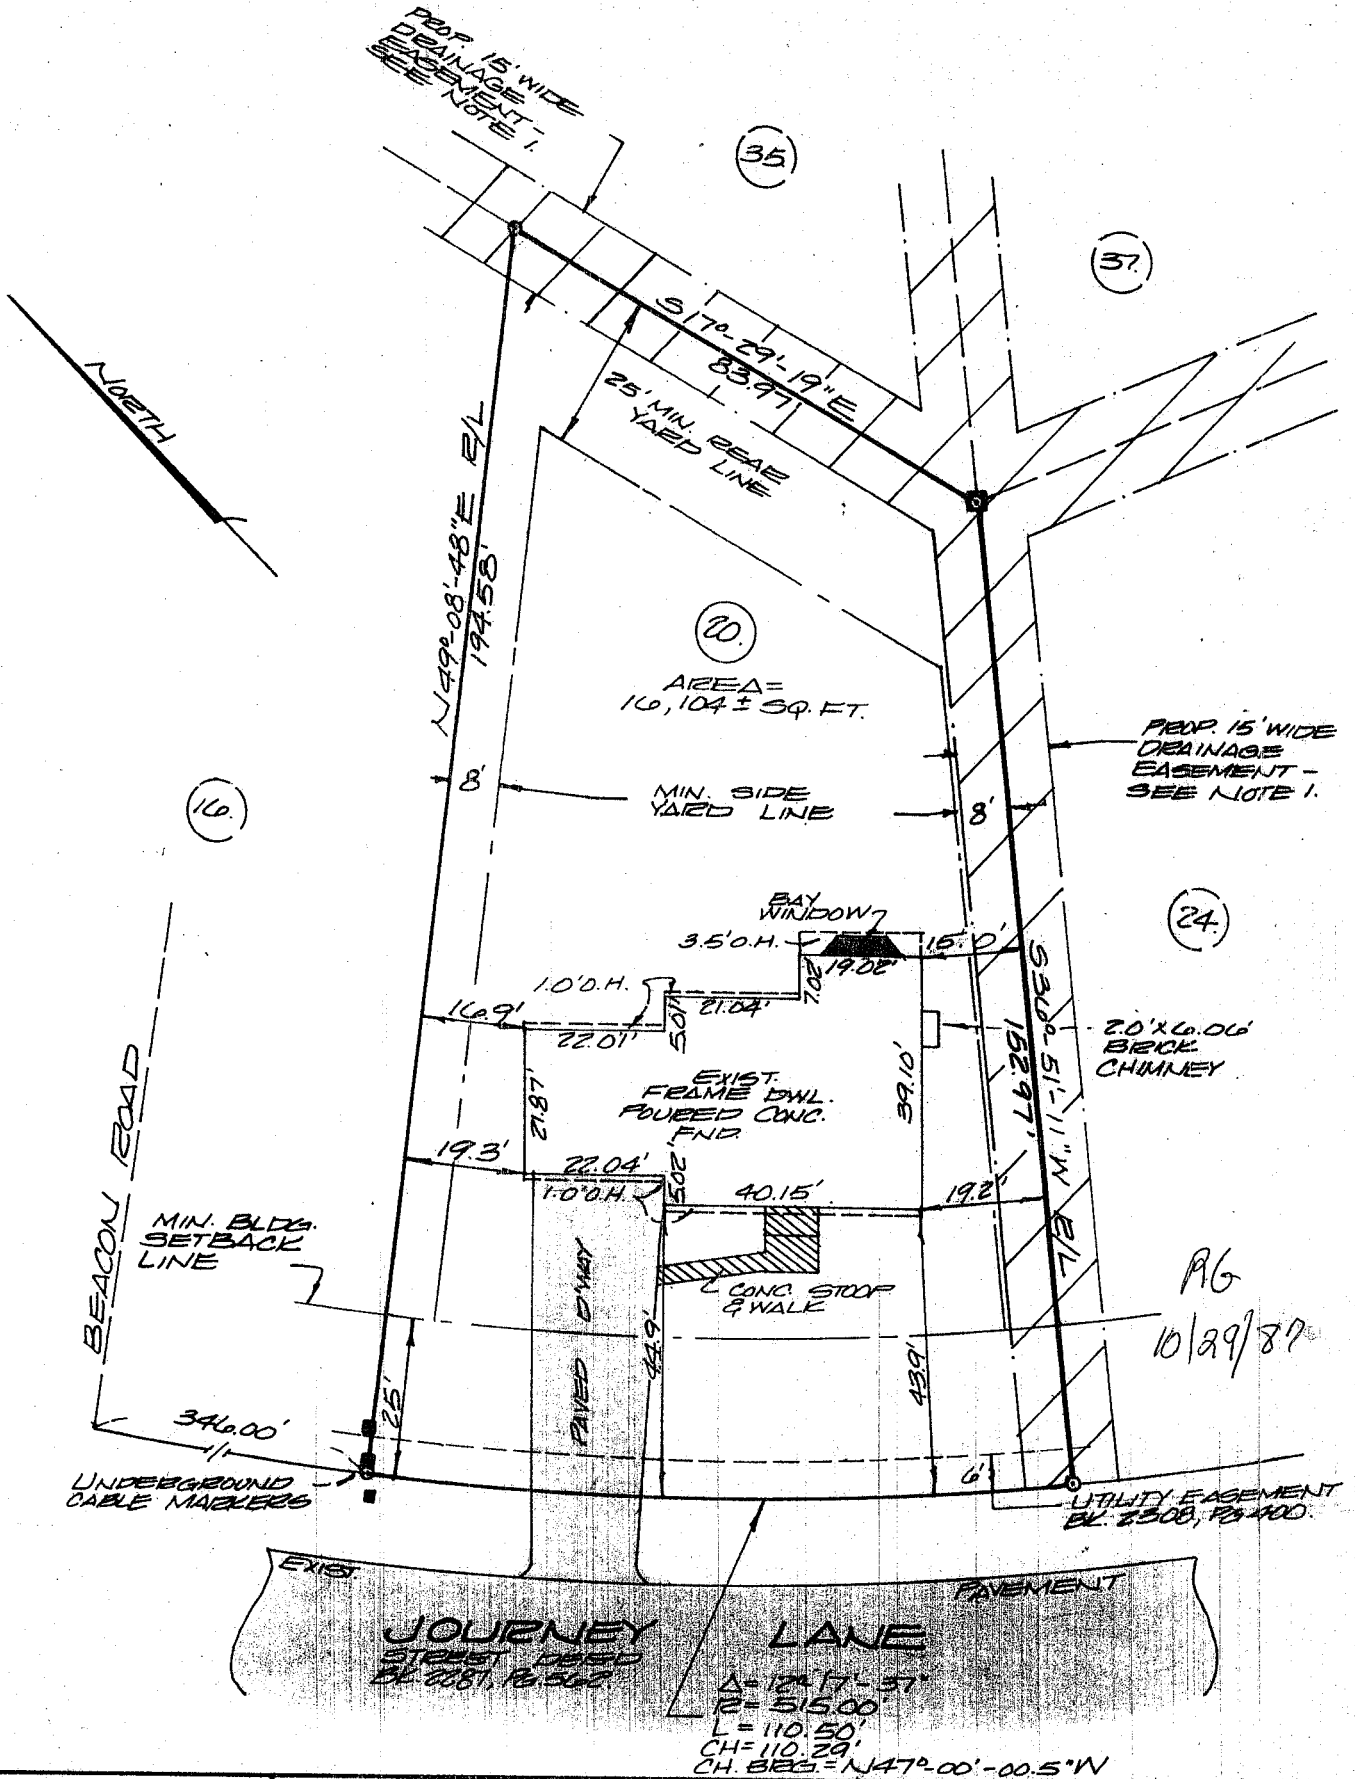 PROP. 15' WIDE
DRAINAGE
EASEMENT -
SEE NOTE 1.
35.
37.
NORTH
S 17°-29'-19" E
83.97'
25' MIN. REAR
YARD LINE
N 49°-08'-48" E P/L
194.58'
20.
AREA=
16,104 ± SQ. FT.
PROP. 15' WIDE
DRAINAGE
EASEMENT -
SEE NOTE 1.
16.
8'
MIN. SIDE
YARD LINE
8'
24.
BAY
WINDOW
3.5' O.H.
15.0'
7.02'
19.02'
1.0' O.H.
16.9'
22.01'
5.01'
21.04'
2.0' X 6.06'
BRICK
CHIMNEY
S 36°-51'-11" W P/L
152.97'
EXIST.
FRAME DWL.
POURED CONC.
FND.
21.87'
39.10'
19.3'
22.04'
1.0' O.H.
5.02'
40.15'
19.2'
BEACON ROAD
MIN. BLDG.
SETBACK
LINE
CONC. STOOP
& WALK
RG
10/29/87
PAVED D'WAY
44.9'
43.9'
25'
346.00'
UNDERGROUND
CABLE MARKERS
6'
UTILITY EASEMENT
BK. 2308, PG. 400.
EXIST.
PAVEMENT
JOURNEY LANE
STREET DEED
BK. 2287, PG. 562.
Δ= 12°-17'-37"
R= 515.00'
L= 110.50'
CH= 110.29'
CH. BRG.= N47°-00'-00.5" W